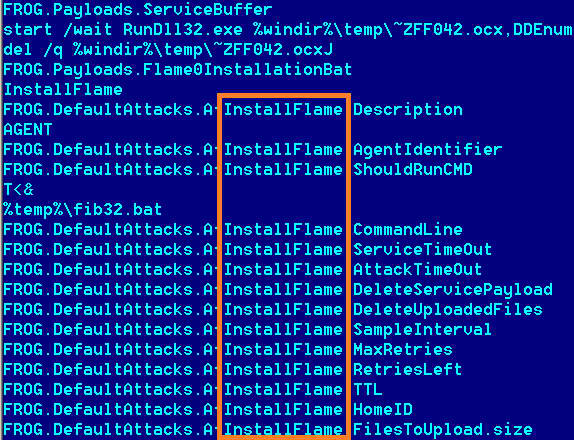 FROG.Payloads.ServiceBuffer
start /wait RunDll32.exe %windir%\temp\~ZFF042.ocx,DDEnum
del /q %windir%\temp\~ZFF042.ocxJ
FROG.Payloads.Flame0InstallationBat
InstallFlame
FROG.DefaultAttacks.A InstallFlame Description
AGENT
FROG.DefaultAttacks.A InstallFlame AgentIdentifier
FROG.DefaultAttacks.A InstallFlame ShouldRunCMD
T<&
%temp%\fib32.bat
FROG.DefaultAttacks.A InstallFlame CommandLine
FROG.DefaultAttacks.A InstallFlame ServiceTimeOut
FROG.DefaultAttacks.A InstallFlame AttackTimeOut
FROG.DefaultAttacks.A InstallFlame DeleteServicePayload
FROG.DefaultAttacks.A InstallFlame DeleteUploadedFiles
FROG.DefaultAttacks.A InstallFlame SampleInterval
FROG.DefaultAttacks.A InstallFlame MaxRetries
FROG.DefaultAttacks.A InstallFlame RetriesLeft
FROG.DefaultAttacks.A InstallFlame TTL
FROG.DefaultAttacks.A InstallFlame HomeID
FROG.DefaultAttacks.A InstallFlame FilesToUpload.size